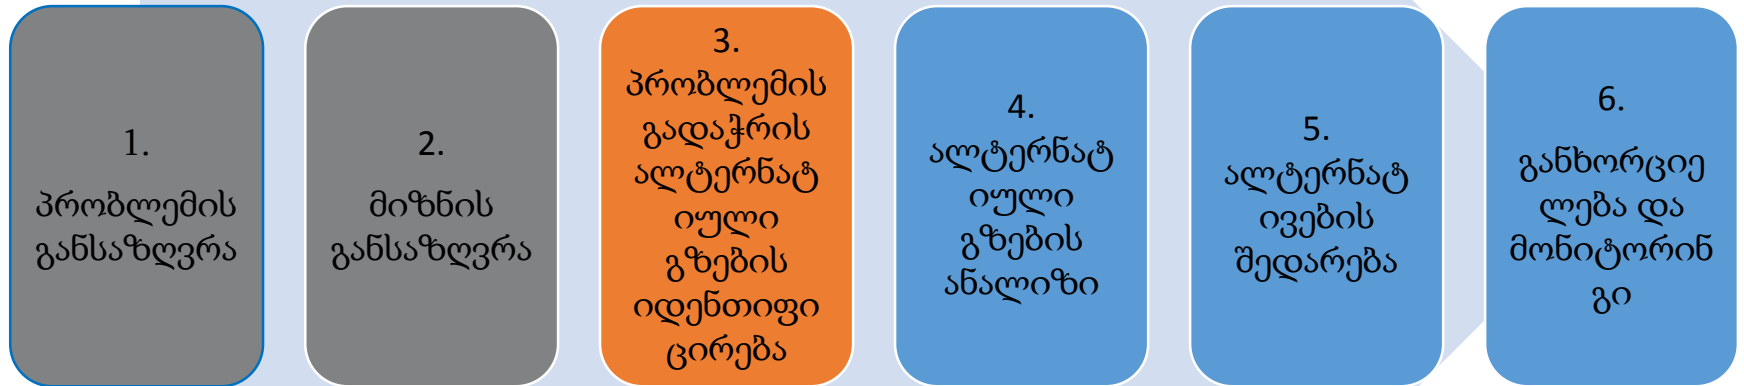 1.
პრობლემის
განსაზღვრა
2.
მიზნის
განსაზღვრა
3.
პრობლემის
გადაჭრის
ალტერნატ
იული
გზების
იდენთიფი
ცირება
4.
ალტერნატ
იული
გზების
ანალიზი
5.
ალტერნატ
ივების
შედარება
6.
განხორციე
ლება და
მონიტორინ
გი